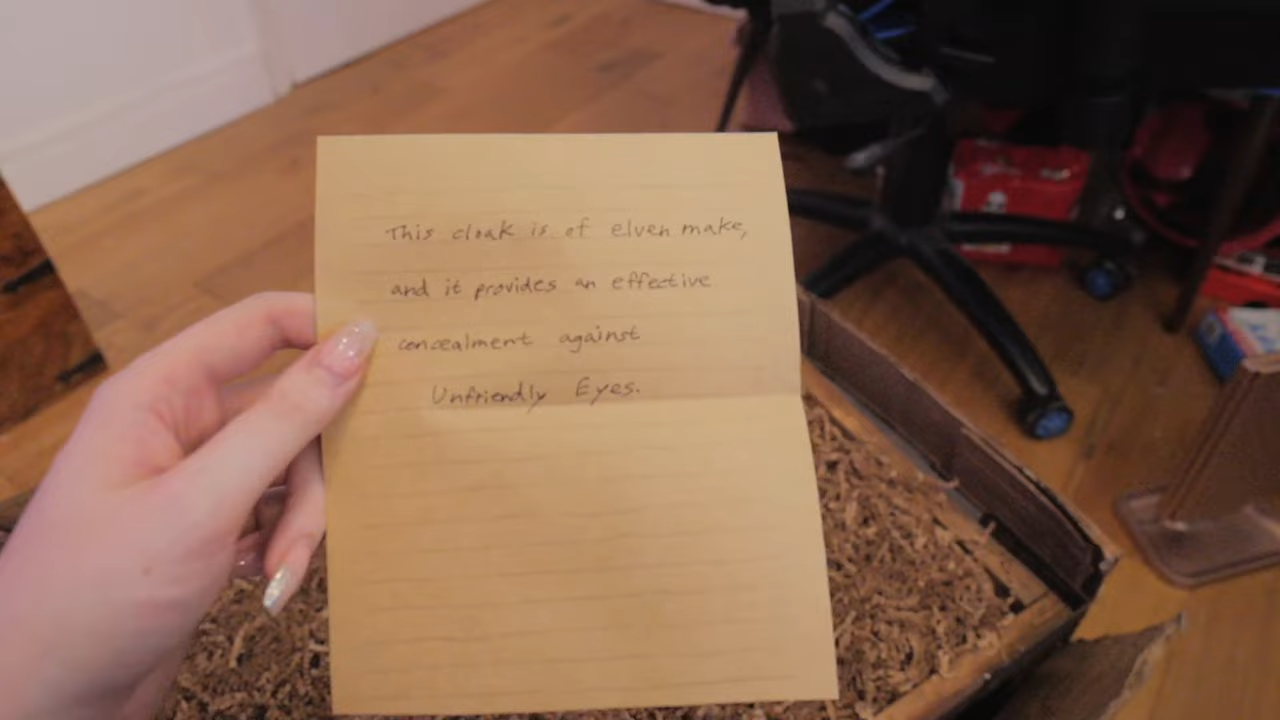 This cloak is of elven make,
and it provides an effective
concealment against
Unfriendly Eyes.